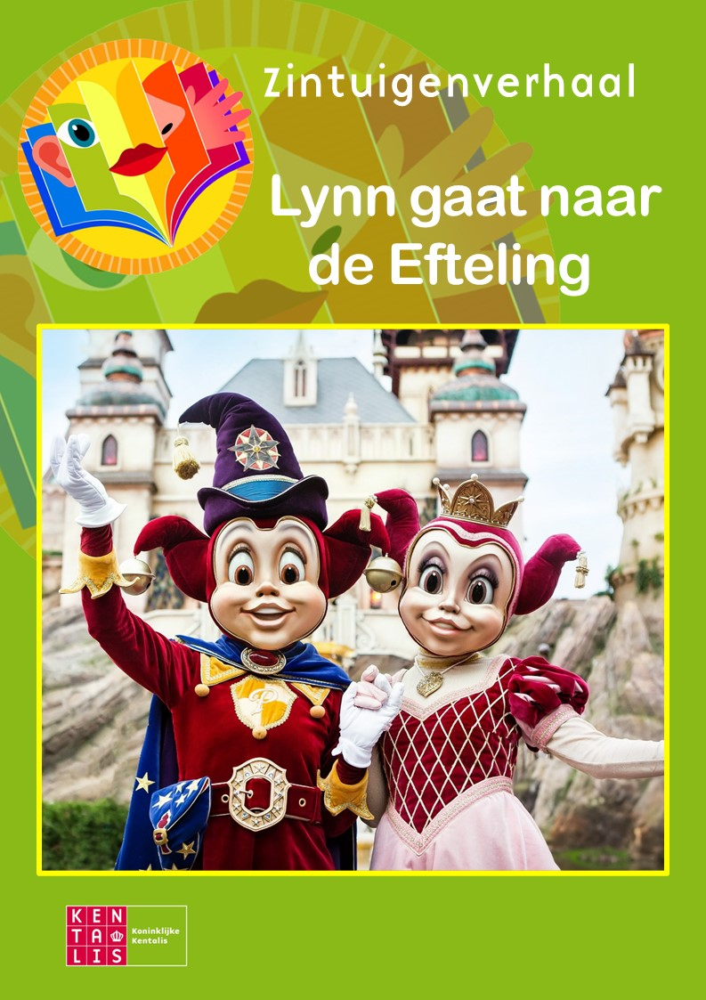 Zintuigenverhaal
Lynn gaat naar
de Efteling
P
KEN
TA
LIS
Koninklijke
Kentalis